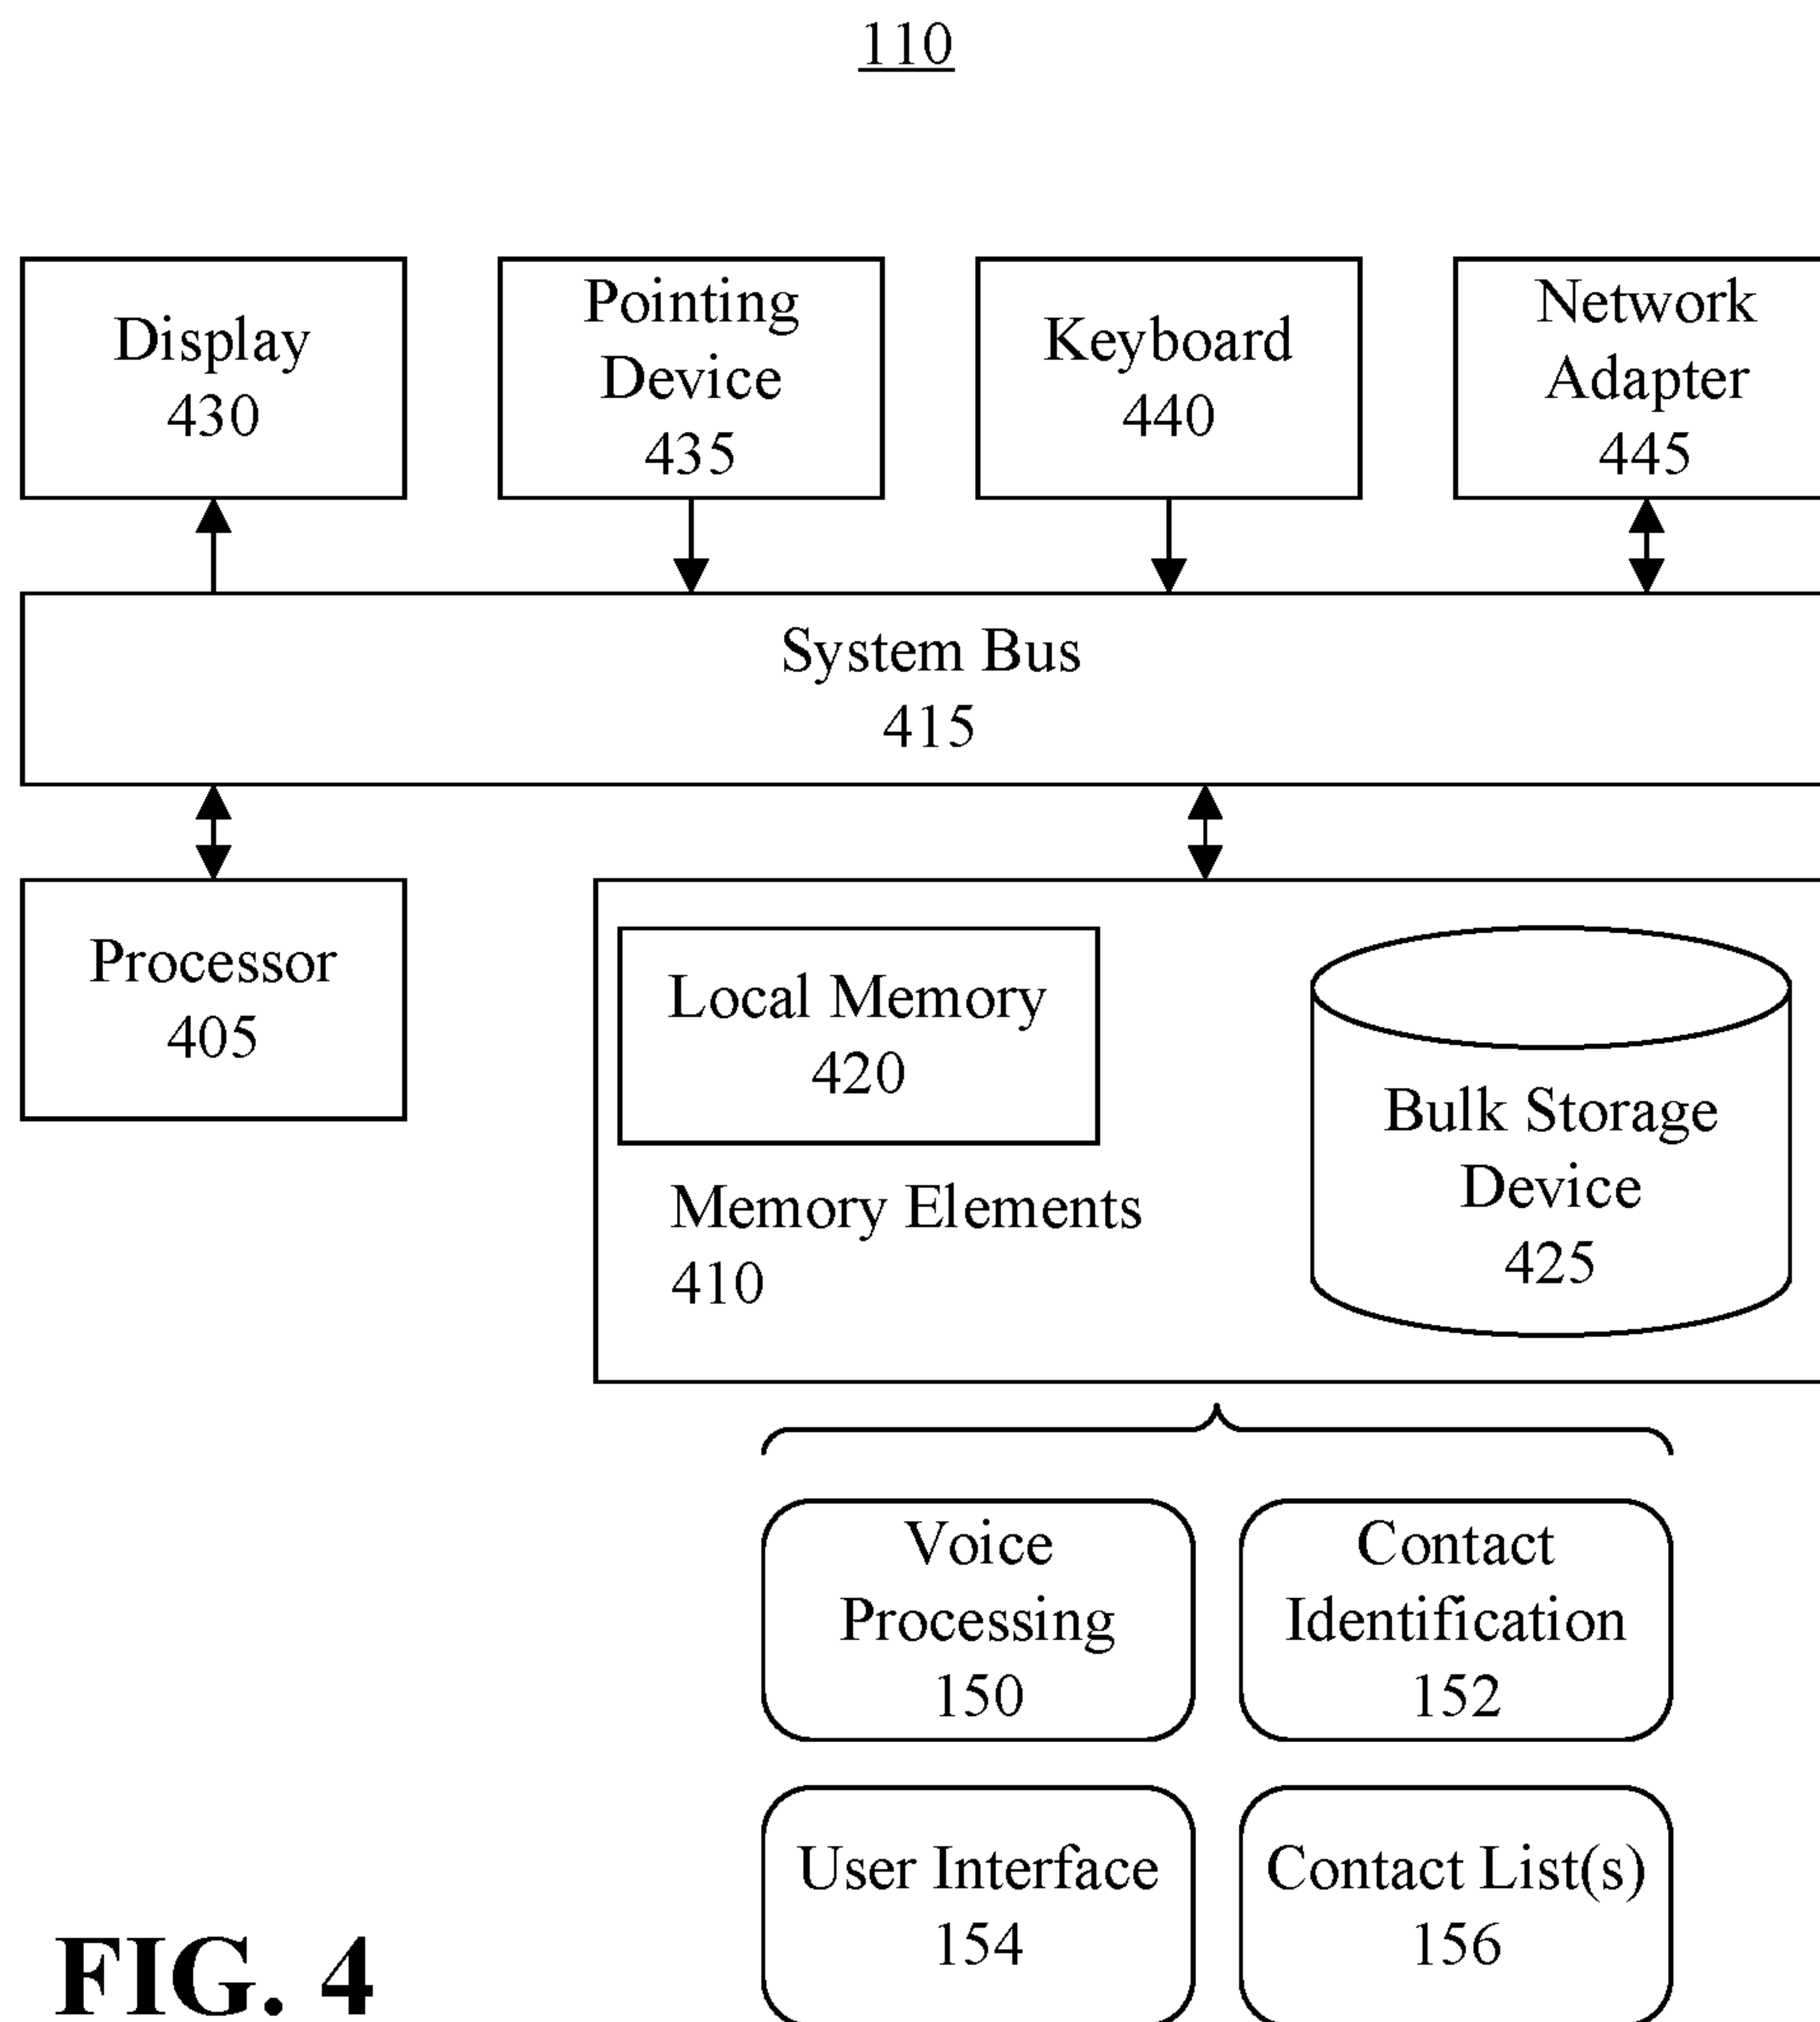 110
Display
430
Pointing
Device
435
Keyboard
440
Network
Adapter
445
System Bus
415
Processor
405
Local Memory
420
Memory Elements
410
Bulk Storage
Device
425
Voice
Processing
150
Contact
Identification
152
User Interface
154
Contact List(s)
156
FIG. 4